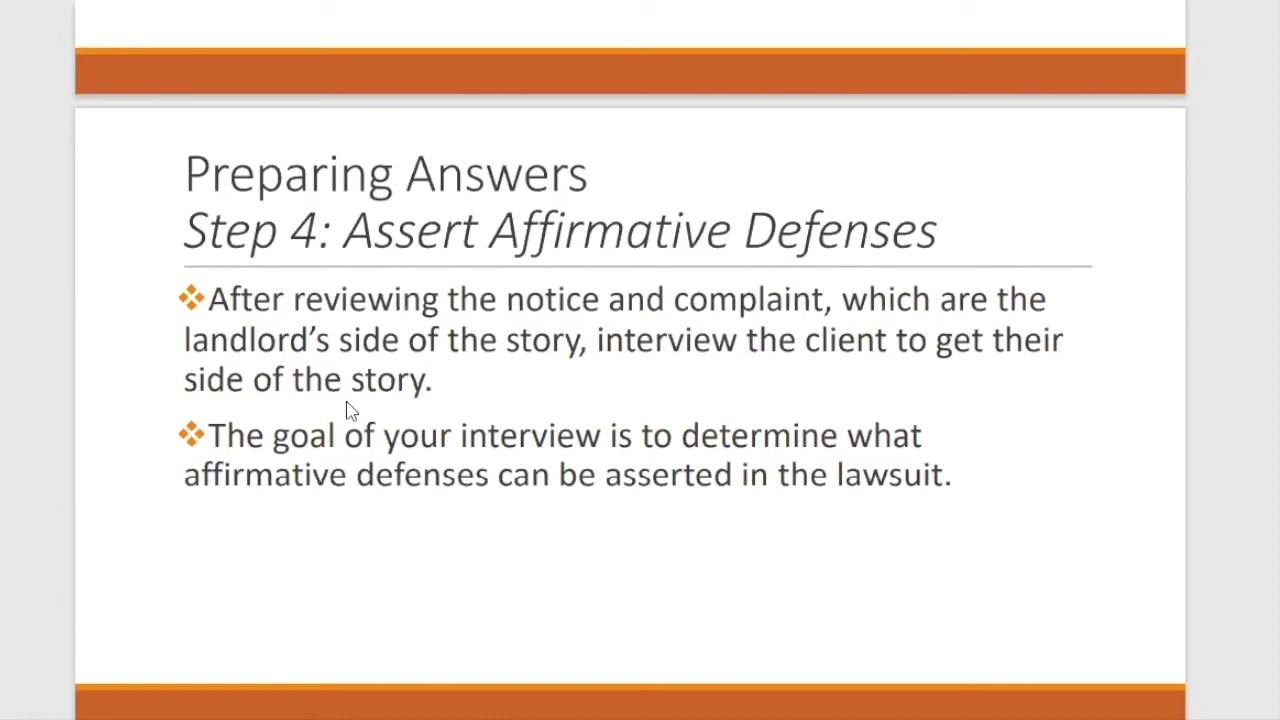 Preparing Answers
Step 4: Assert Affirmative Defenses
After reviewing the notice and complaint, which are the
landlord’s side of the story, interview the client to get their
side of the story.
The goal of your interview is to determine what
affirmative defenses can be asserted in the lawsuit.